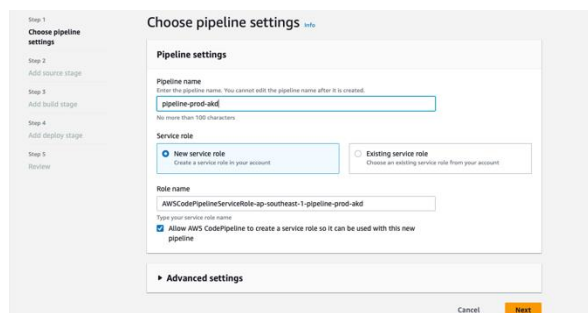 Step 1
Choose pipeline
settings
Step 2
Add source stage
Step 3
Add build stage
Step 4
Add deploy stage
Step 5
Review
Choose pipeline settings Info
Pipeline settings
Pipeline name
Enter the pipeline name. You cannot edit the pipeline name after it is created.
pipeline-prod-akd
No more than 100 characters
Service role
New service role
Create a service role in your account
Existing service role
Choose an existing service role from your account
Role name
AWSCodePipelineServiceRole-ap-southeast-1-pipeline-prod-akd
Type your service role name
Allow AWS CodePipeline to create a service role so it can be used with this new
pipeline
Advanced settings
Cancel
Next